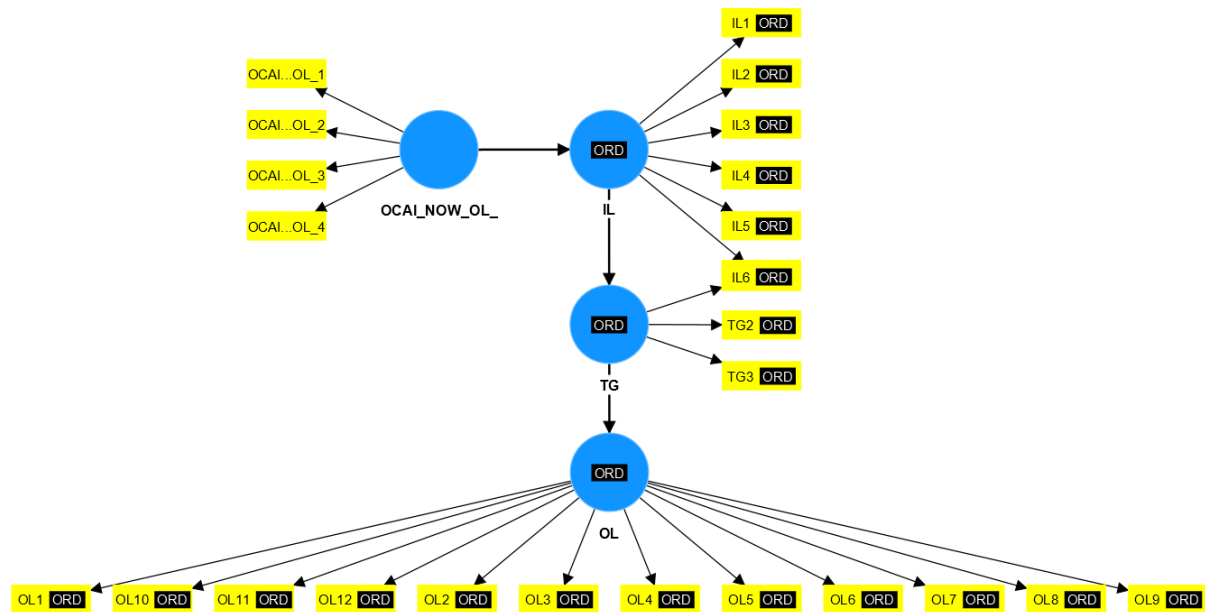 IL1 ORD
OCAI...OL_1
IL2 ORD
OCAI...OL_2
IL3 ORD
ORD
OCAI...OL_3
IL4 ORD
OCAI_NOW_OL_
IL
OCAI...OL_4
IL5 ORD
IL6 ORD
ORD
TG2 ORD
TG3 ORD
TG
ORD
OL
OL1 ORD
OL10 ORD
OL11 ORD
OL12 ORD
OL2 ORD
OL3 ORD
OL4 ORD
OL5 ORD
OL6 ORD
OL7 ORD
OL8 ORD
OL9 ORD